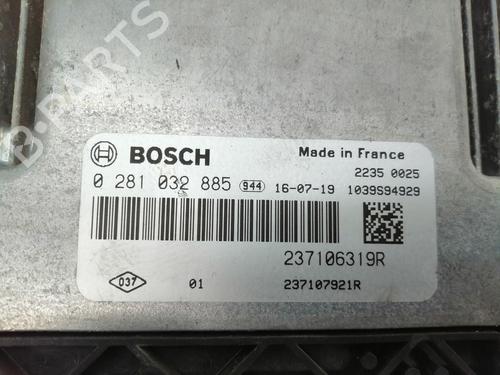 B-PARTS
BOSCH
Made in France
2235 0025
0 281 032 885 944 16-07-19 1039S94929
237106319R
037 01 237107921R